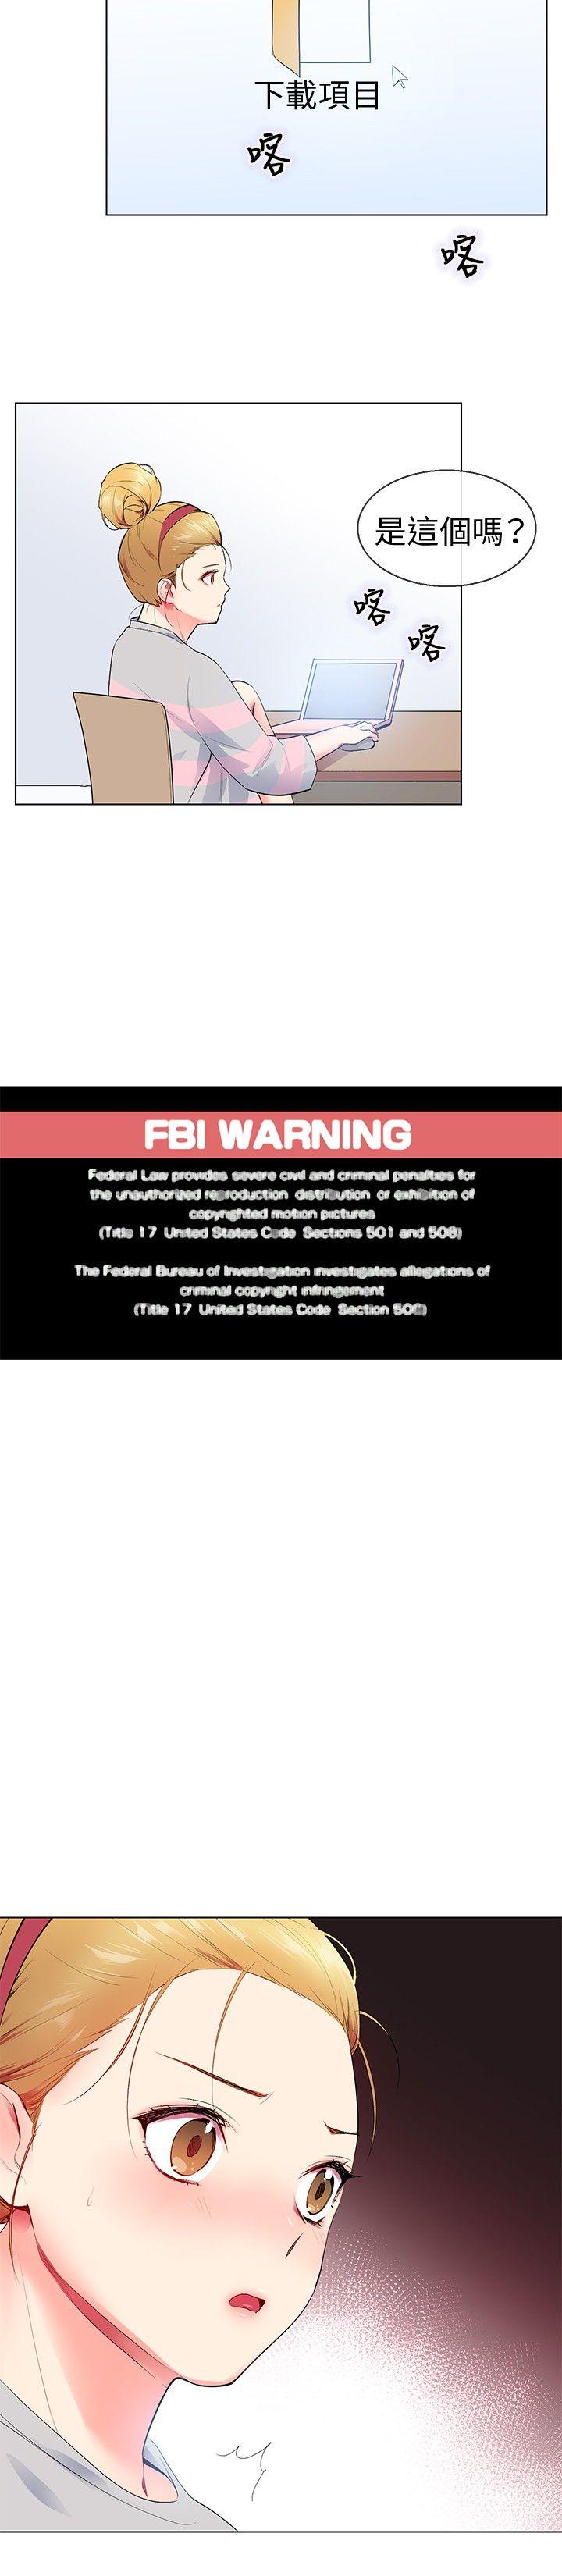 下載項目
喀
喀
是這個嗎？
喀
喀
FBI WARNING
Federal Law provides severe civil and criminal penalties for
the unauthorized reproduction distribution or exhibition of
copyrighted motion pictures
(Title 17 United States Code Sections 501 and 508)
The Federal Bureau of Investigation investigates allegations of
criminal copyright infringement
(Title 17 United States Code Section 506)